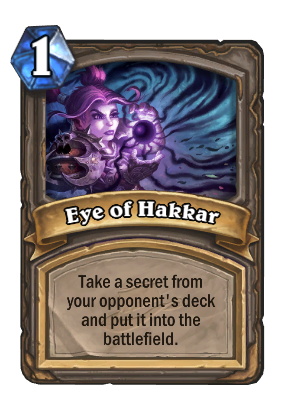 1
Eye of Hakkar
Take a secret from
your opponent's deck
and put it into the
battlefield.